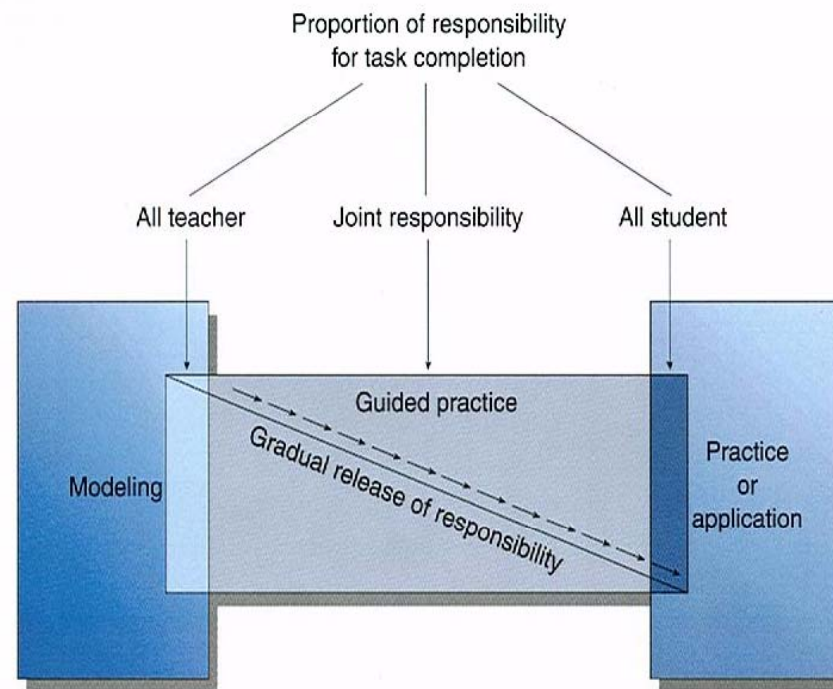 Proportion of responsibility
for task completion
All teacher
Joint responsibility
All student
Guided practice
Gradual release of responsibility
Modeling
Practice
or
application